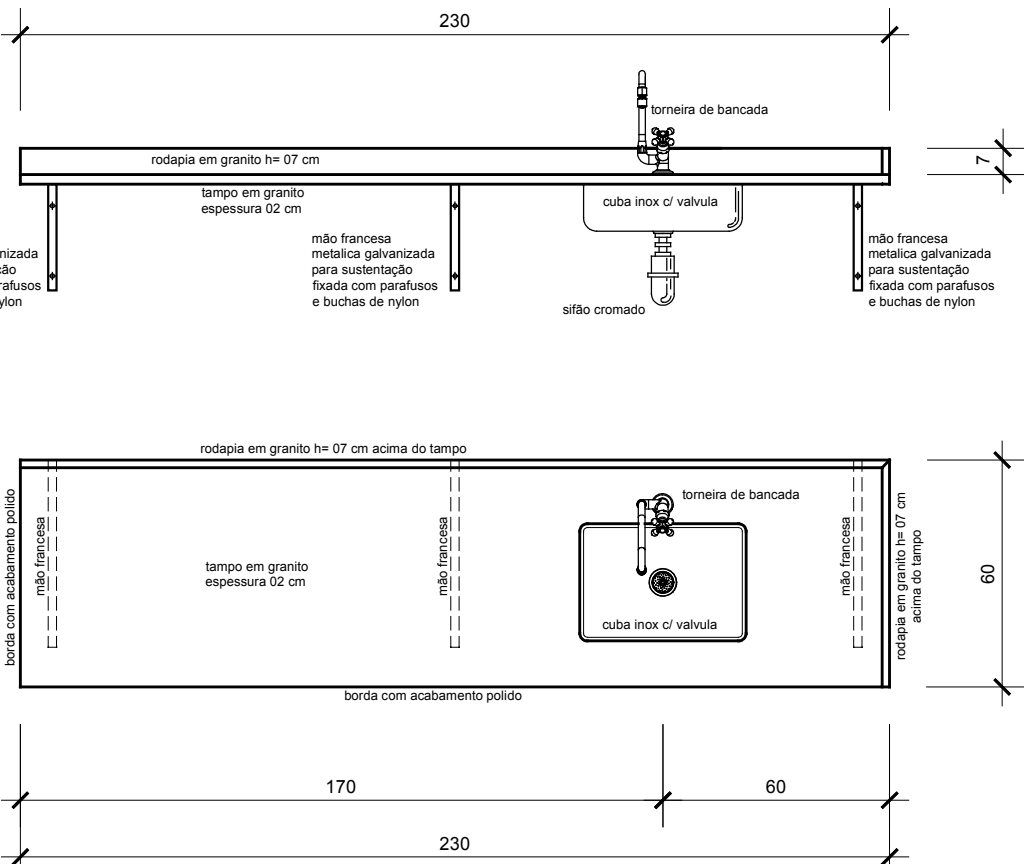 230
torneira de bancada
rodapia em granito h= 07 cm
7
tampo em granito
espessura 02 cm
cuba inox c/ valvula
mão francesa
metalica galvanizada
para sustentação
fixada com parafusos
e buchas de nylon
mão francesa
metalica galvanizada
para sustentação
fixada com parafusos
e buchas de nylon
sifão cromado
rodapia em granito h= 07 cm acima do tampo
borda com acabamento polido
mão francesa
tampo em granito
espessura 02 cm
mão francesa
torneira de bancada
cuba inox c/ valvula
mão francesa
rodapia em granito h= 07 cm
acima do tampo
60
borda com acabamento polido
170
60
230